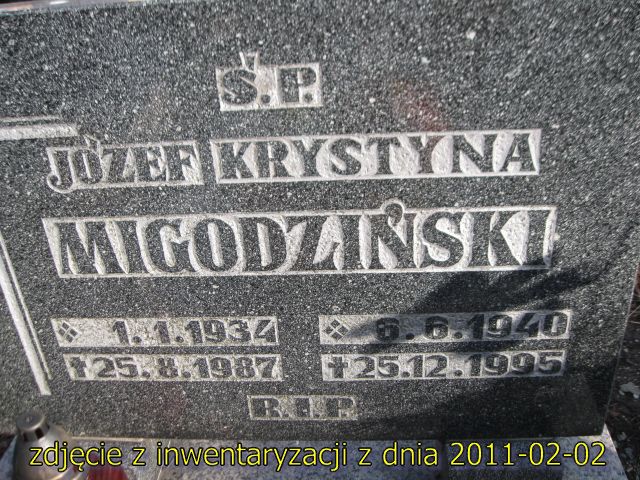 Ś.P.
JÓZEF KRYSTYNA
MIGODZIŃSKI
1.1.1934 6.6.1940
†25.8.1987 †25.12.1995
R.I.P.
zdjęcie z inwentaryzacji z dnia 2011-02-02